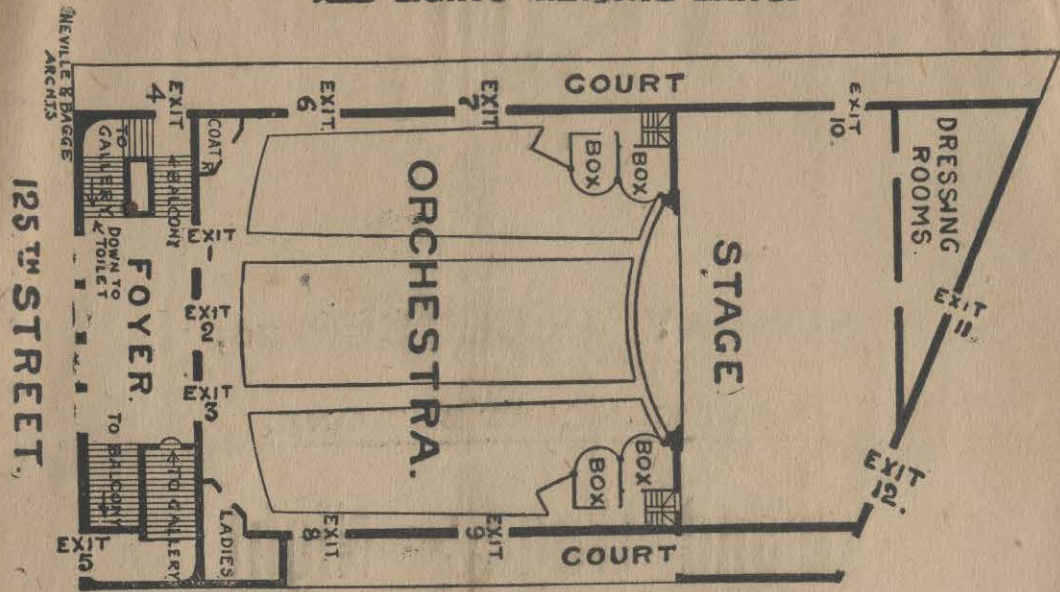 COURT
EXIT
4
EXIT.
6
EXIT
7
EXIT
10.
DRESSING
ROOMS
EXIT
11.
EXIT
12.
COAT R
BOX
BOX
TO
GALLERY
BALCONY
DOWN TO
TOILET
FOYER.
EXIT
1
EXIT
2
EXIT
3
ORCHESTRA.
STAGE
BOX
BOX
TO
BALCONY
TO GALLERY
LADIES
EXIT
5
EXIT.
8
EXIT.
9
COURT
NEVILLE & BAGGE
ARCHTS
125TH STREET,